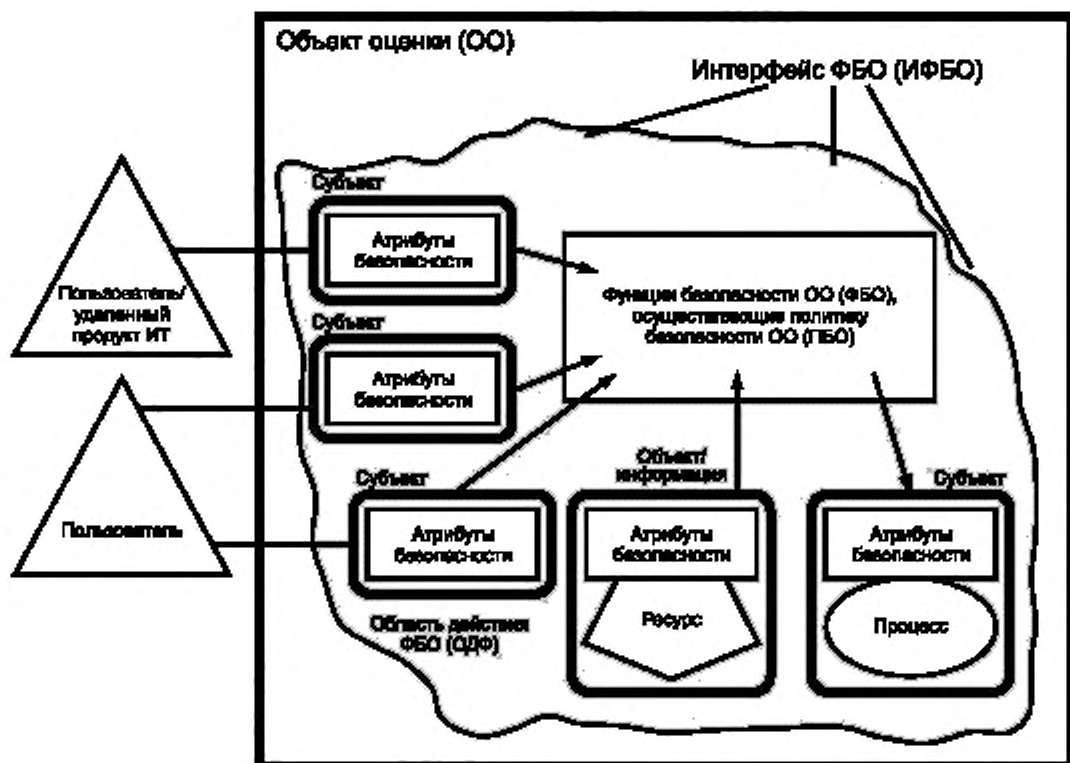 Объект оценки (ОО)
Интерфейс ФБО (ИФБО)
Субъект
Атрибуты
безопасности
Пользователь/
удаленный
продукт ИТ
Функции безопасности ОО (ФБО),
осуществляющие политику
безопасности ОО (ПБО)
Субъект
Атрибуты
безопасности
Объект/
информация
Субъект
Субъект
Пользователь
Атрибуты
безопасности
Атрибуты
безопасности
Атрибуты
безопасности
Ресурс
Процесс
Область действия
ФБО (ОДФ)